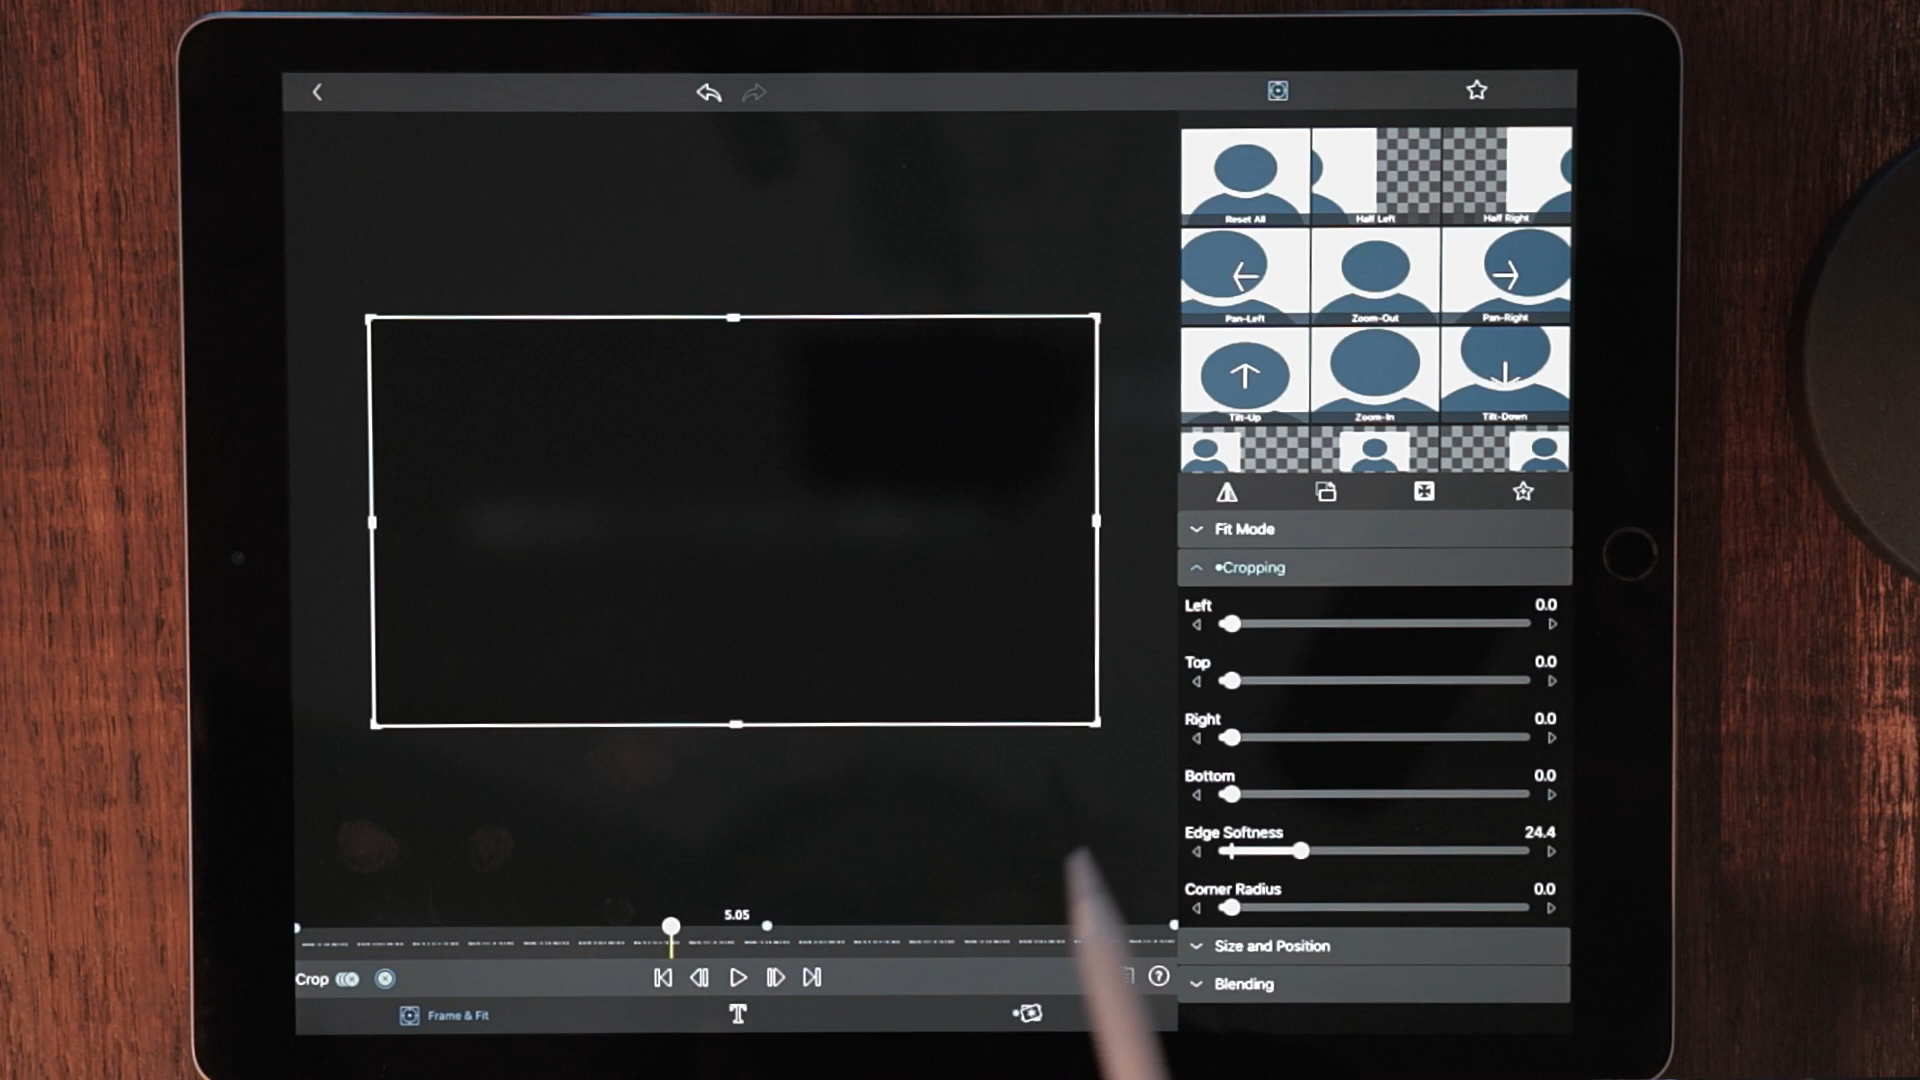 Reset All
Half Left
Half Right
Pan-Left
Zoom-Out
Pan-Right
Tilt-Up
Zoom-In
Tilt-Down
Fit Mode
Cropping
Left 0.0
Top 0.0
Right 0.0
Bottom 0.0
Edge Softness 24.4
Corner Radius 0.0
Size and Position
Blending
5.05
Crop
Frame & Fit
T